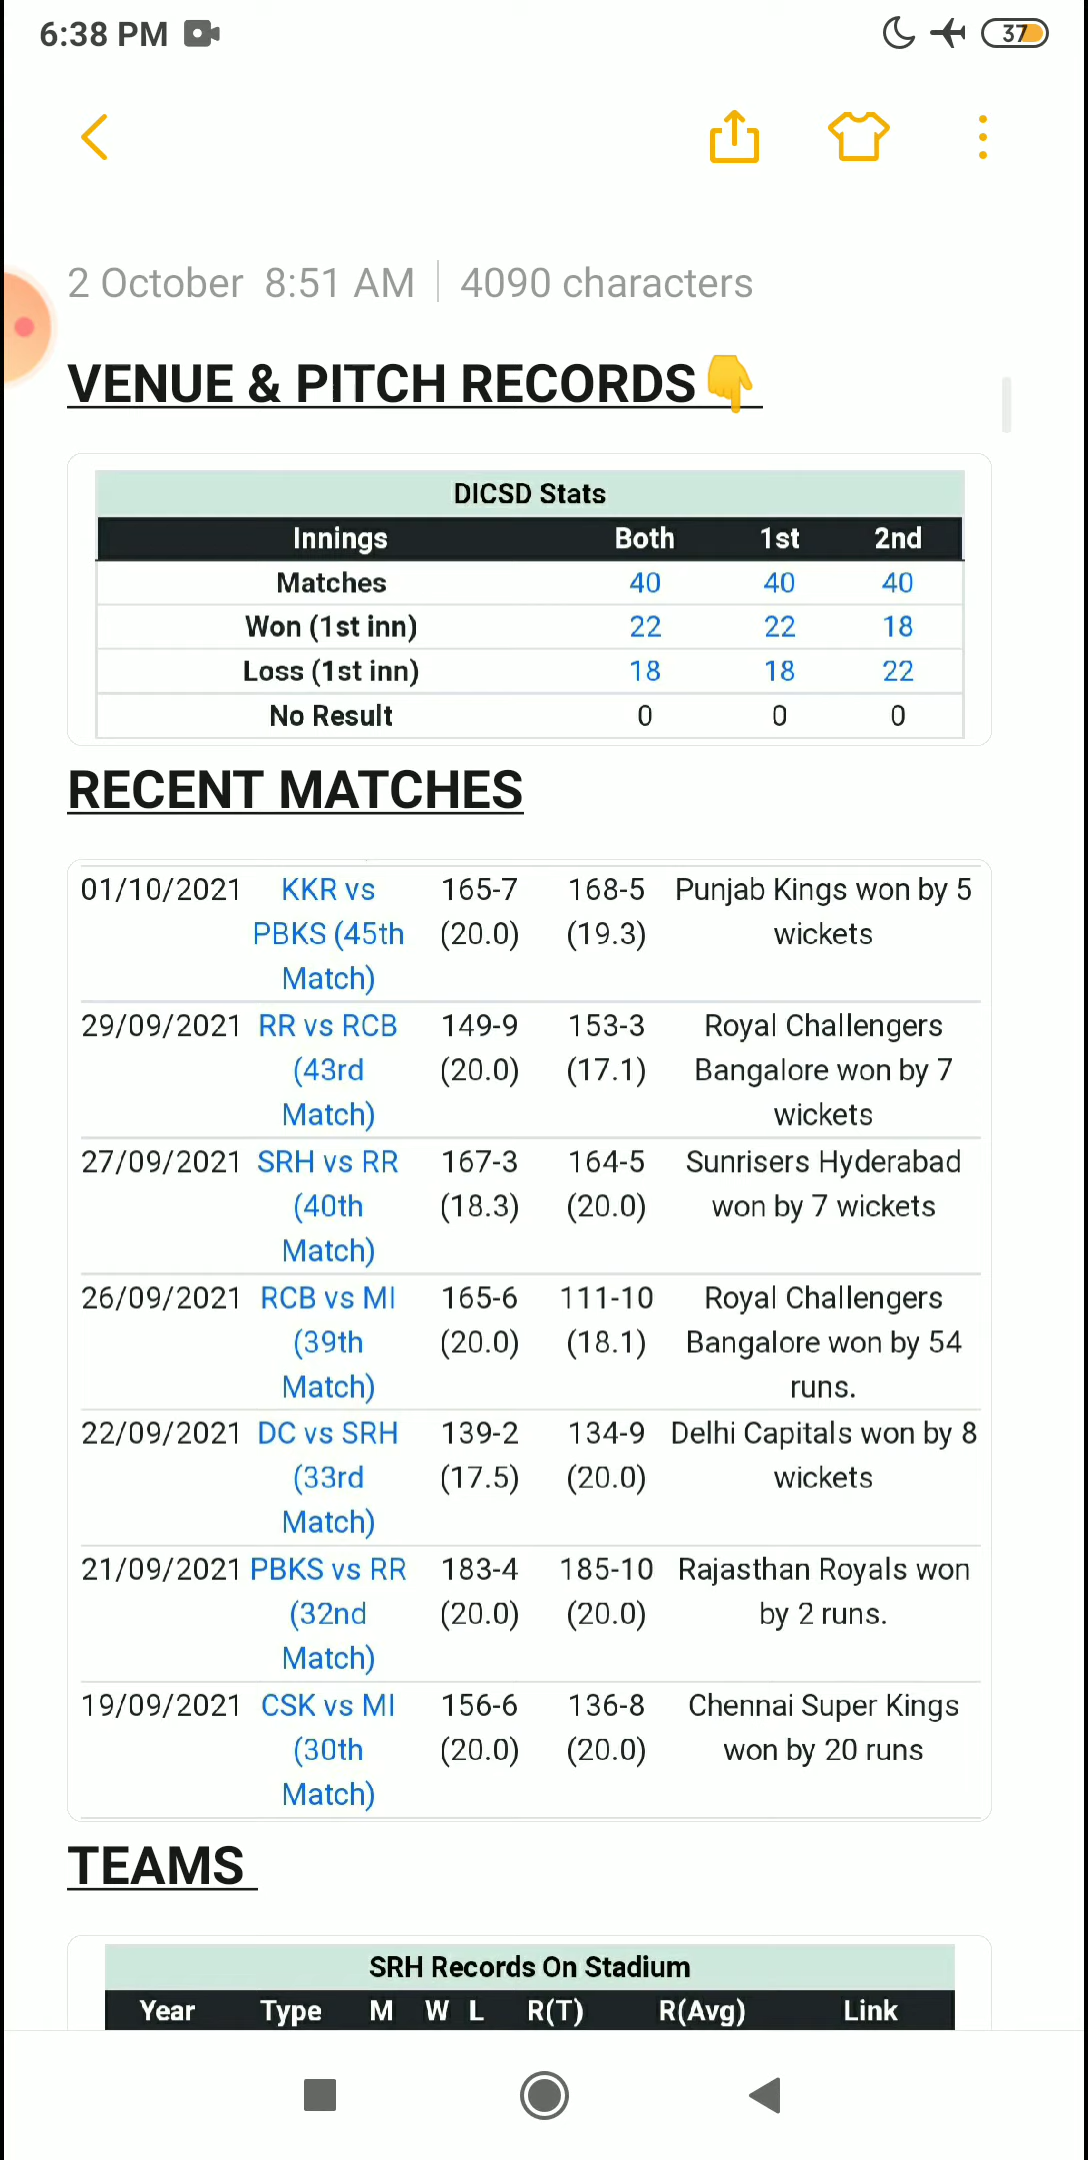 6:38 PM
37
2 October 8:51 AM | 4090 characters
VENUE & PITCH RECORDS👇
DICSD Stats
Innings Both 1st 2nd
Matches 40 40 40
Won (1st inn) 22 22 18
Loss (1st inn) 18 18 22
No Result 0 0 0
RECENT MATCHES
01/10/2021 KKR vs 165-7 168-5 Punjab Kings won by 5
PBKS (45th (20.0) (19.3) wickets
Match)
29/09/2021 RR vs RCB 149-9 153-3 Royal Challengers
(43rd (20.0) (17.1) Bangalore won by 7
Match) wickets
27/09/2021 SRH vs RR 167-3 164-5 Sunrisers Hyderabad
(40th (18.3) (20.0) won by 7 wickets
Match)
26/09/2021 RCB vs MI 165-6 111-10 Royal Challengers
(39th (20.0) (18.1) Bangalore won by 54
Match) runs.
22/09/2021 DC vs SRH 139-2 134-9 Delhi Capitals won by 8
(33rd (17.5) (20.0) wickets
Match)
21/09/2021 PBKS vs RR 183-4 185-10 Rajasthan Royals won
(32nd (20.0) (20.0) by 2 runs.
Match)
19/09/2021 CSK vs MI 156-6 136-8 Chennai Super Kings
(30th (20.0) (20.0) won by 20 runs
Match)
TEAMS
SRH Records On Stadium
Year Type M W L R(T) R(Avg) Link